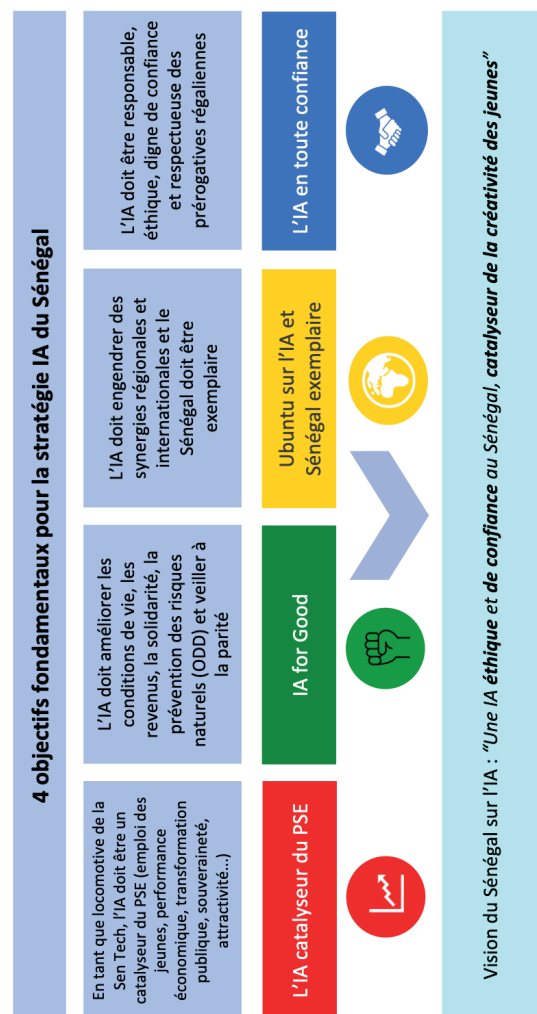 4 objectifs fondamentaux pour la stratégie IA du Sénégal
En tant que locomotive de la
Sen Tech, l’IA doit être un
catalyseur du PSE (emploi des
jeunes, performance
économique, transformation
publique, souveraineté,
attractivité...)
L’IA doit améliorer les
conditions de vie, les
revenus, la solidarité, la
prévention des risques
naturels (ODD) et veiller à
la parité
L’IA doit engendrer des
synergies régionales et
internationales et le
Sénégal doit être
exemplaire
L’IA doit être responsable,
éthique, digne de confiance
et respectueuse des
prérogatives régaliennes
L’IA catalyseur du PSE
IA for Good
Ubuntu sur l’IA et
Sénégal exemplaire
L’IA en toute confiance
Vision du Sénégal sur l’IA : “Une IA éthique et de confiance au Sénégal, catalyseur de la créativité des jeunes”